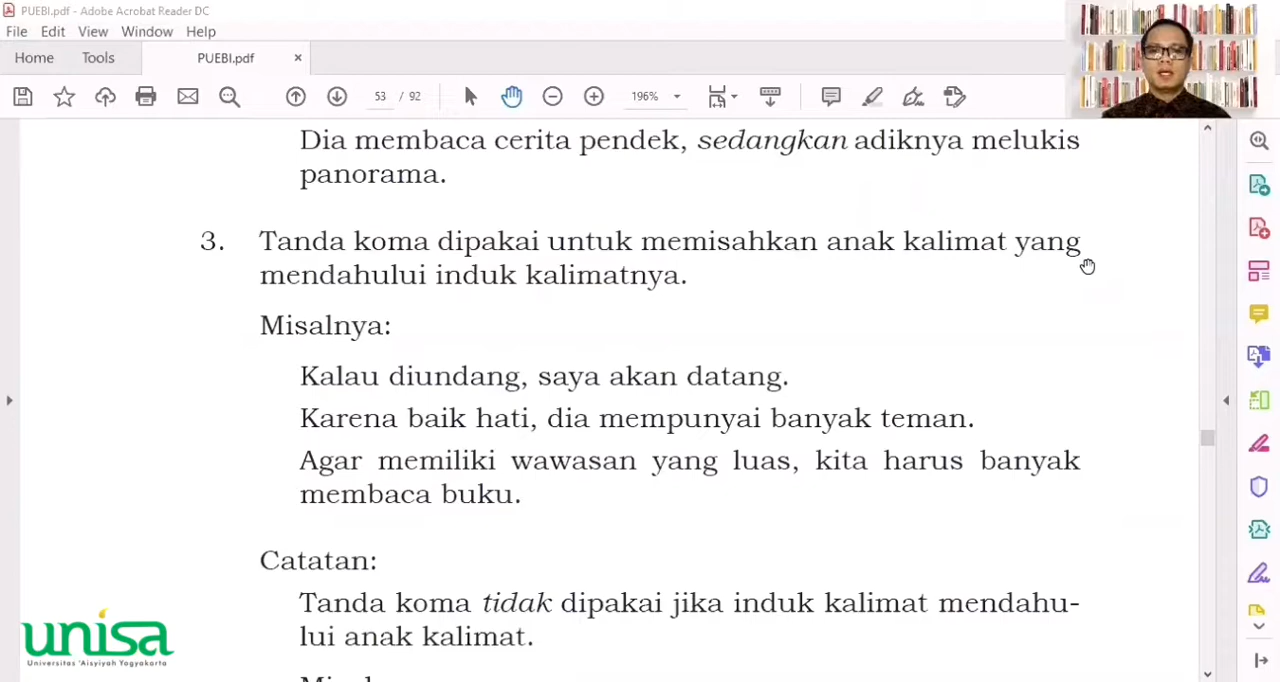 PUEBI.pdf - Adobe Acrobat Reader DC
File Edit View Window Help
Home Tools PUEBI.pdf ×
53 / 92 196%
Dia membaca cerita pendek, sedangkan adiknya melukis
panorama.
3. Tanda koma dipakai untuk memisahkan anak kalimat yang
mendahului induk kalimatnya.
Misalnya:
Kalau diundang, saya akan datang.
Karena baik hati, dia mempunyai banyak teman.
Agar memiliki wawasan yang luas, kita harus banyak
membaca buku.
Catatan:
Tanda koma tidak dipakai jika induk kalimat mendahu-
lui anak kalimat.
unisa
Universitas 'Aisyiyah Yogyakarta